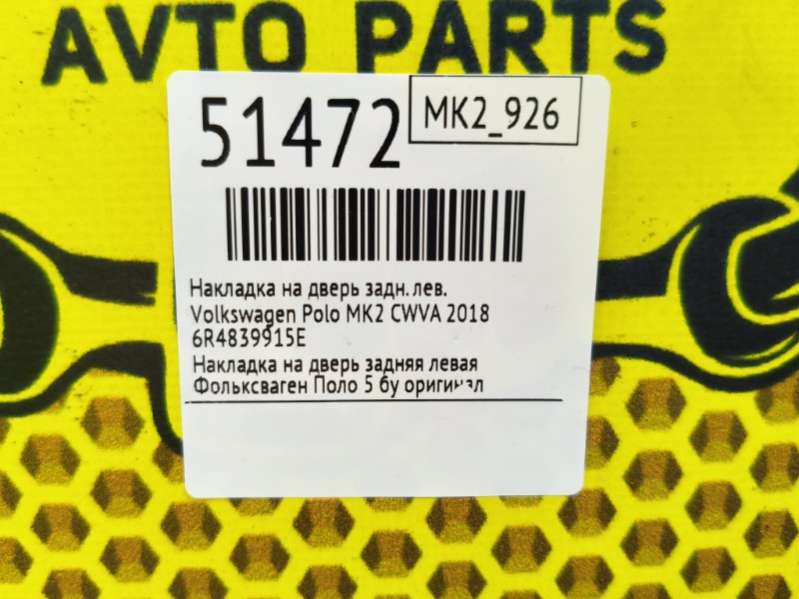 AVTO PARTS
51472
MK2_926
Накладка на дверь задн. лев.
Volkswagen Polo MK2 CWVA 2018
6R4839915E
Накладка на дверь задняя левая
Фольксваген Поло 5 бу оригинал